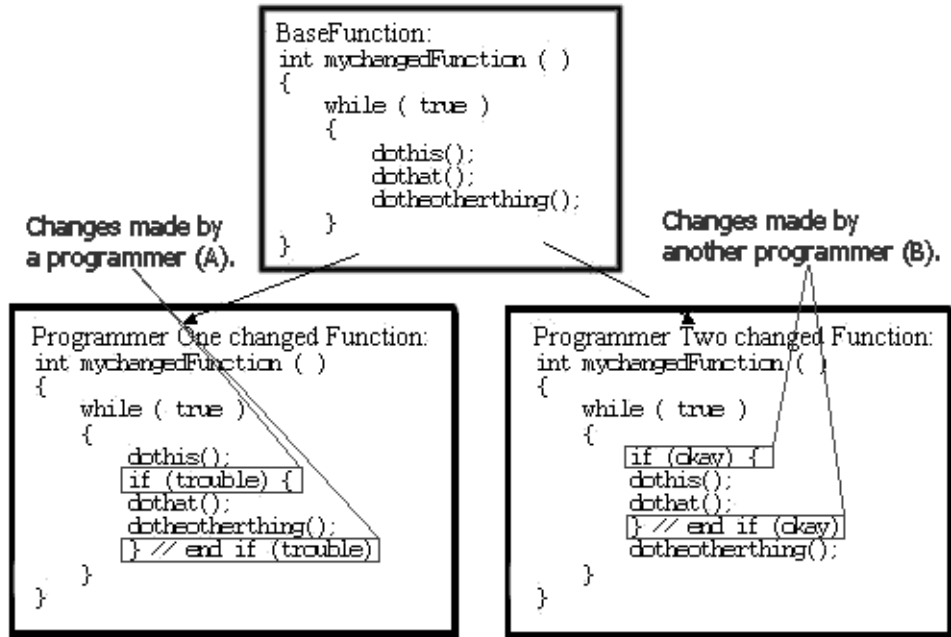 BaseFunction:
int mychangedFunction ( )
{
while ( true )
{
dothis();
dothat();
dotheotherthing();
}
}
Changes made by
a programmer (A).
Changes made by
another programmer (B).
Programmer One changed Function:
int mychangedFunction ( )
{
while ( true )
{
dothis();
if (trouble) {
dothat();
dotheotherthing();
} // end if (trouble)
}
}
Programmer Two changed Function:
int mychangedFunction ( )
{
while ( true )
{
if (okay) {
dothis();
dothat();
} // end if (okay)
dotheotherthing();
}
}